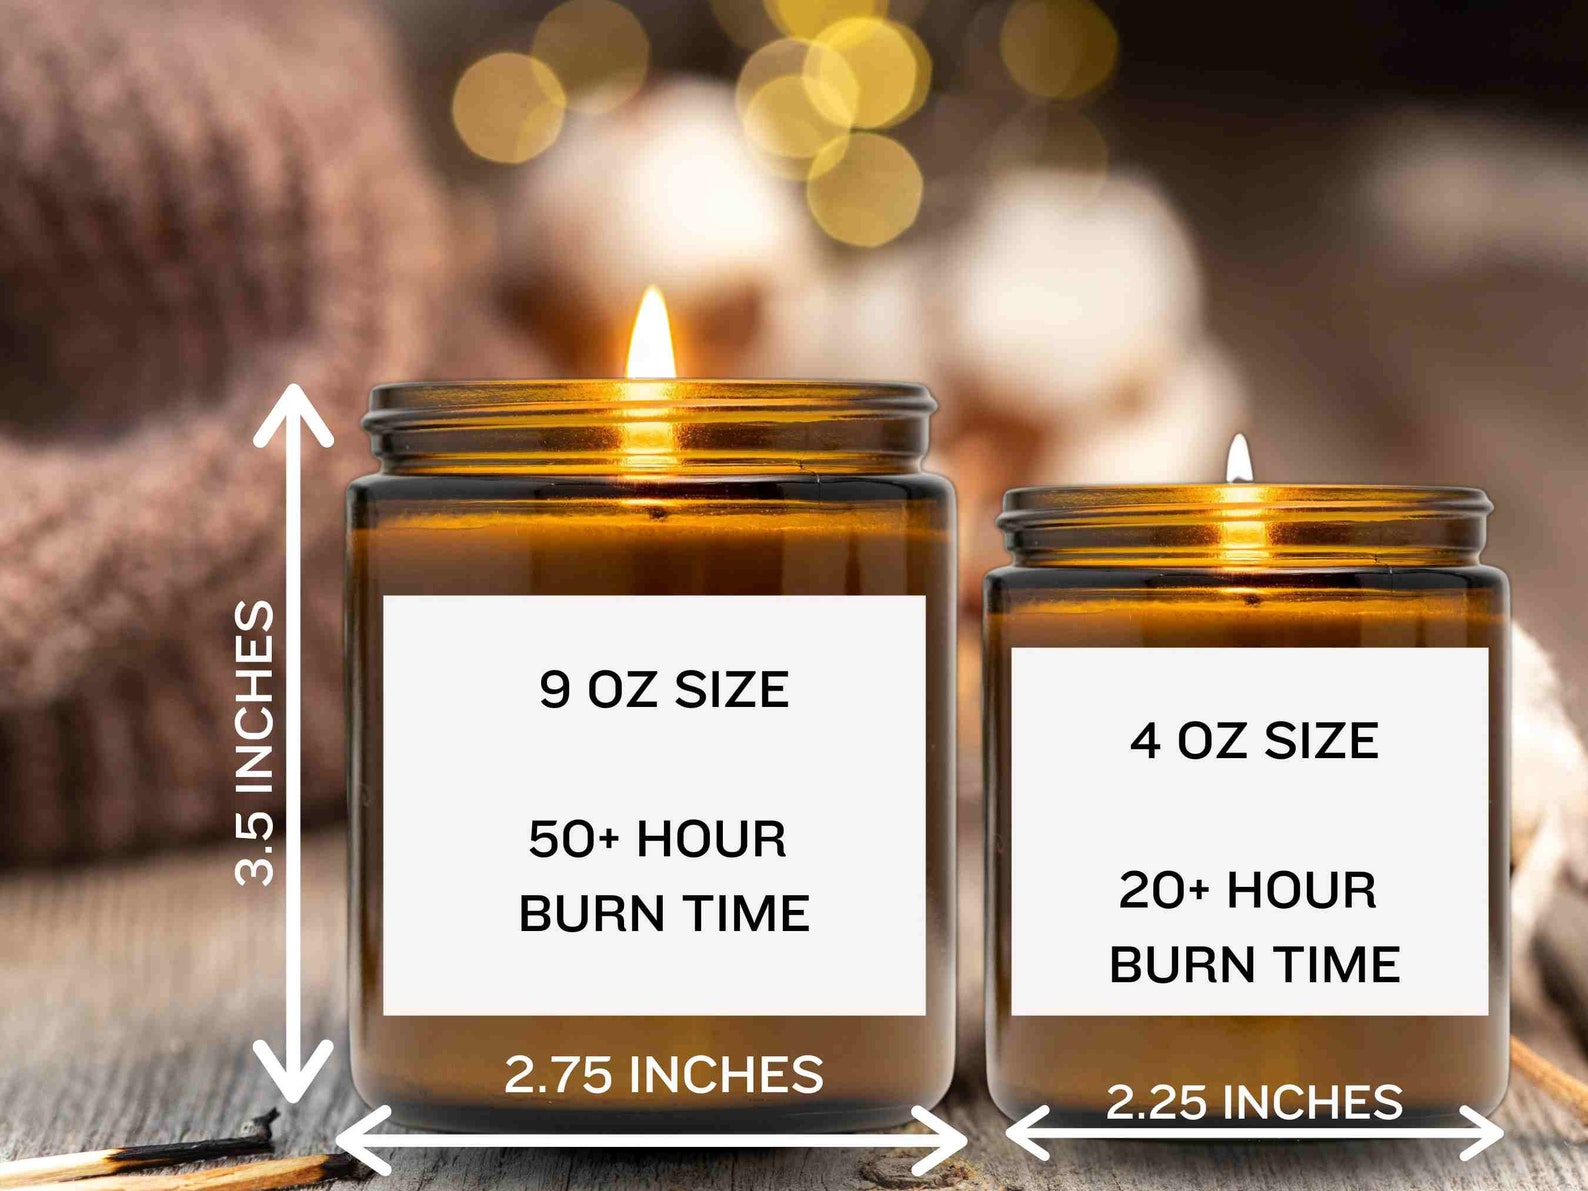 3.5 INCHES
9 OZ SIZE
50+ HOUR
BURN TIME
2.75 INCHES
4 OZ SIZE
20+ HOUR
BURN TIME
2.25 INCHES